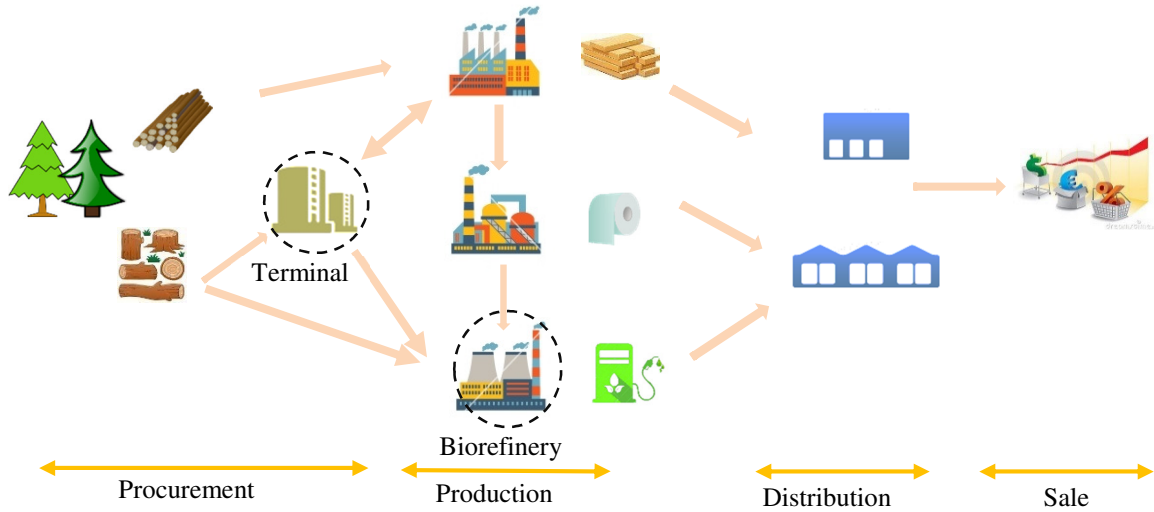 Terminal
Biorefinery
Procurement
Production
Distribution
Sale